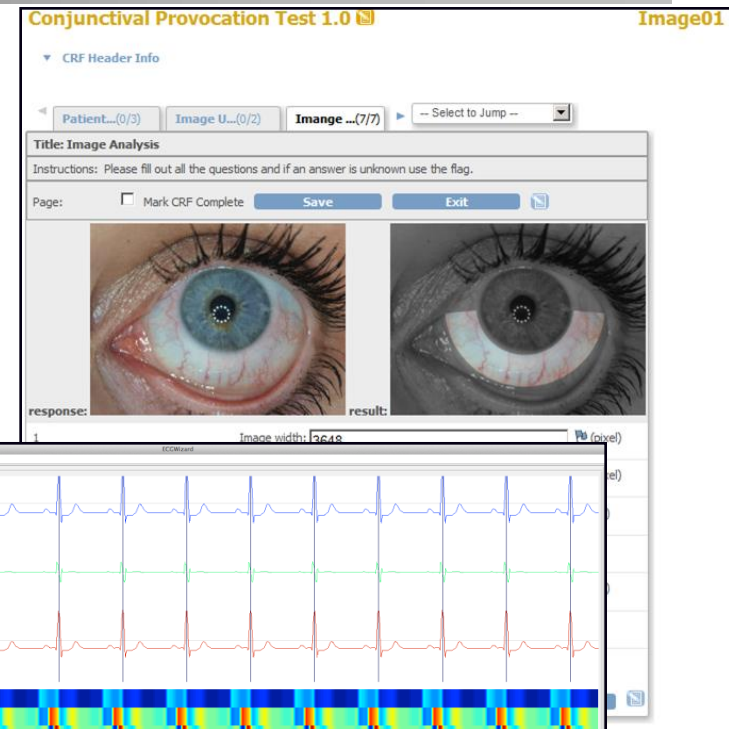 Conjunctival Provocation Test 1.0 Image01
CRF Header Info
Patient...(0/3) Image U...(0/2) Imange ...(7/7) -- Select to Jump --
Title: Image Analysis
Instructions: Please fill out all the questions and if an answer is unknown use the flag.
Page: Mark CRF Complete Save Exit
response: result:
1 Image width: 3648 (pixel)
ECGWizard
xel)
)
)